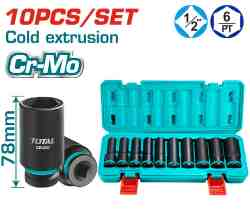 10PCS/SET
Cold extrusion
Cr-Mo
1/2"
6
PT
78mm
TOTAL